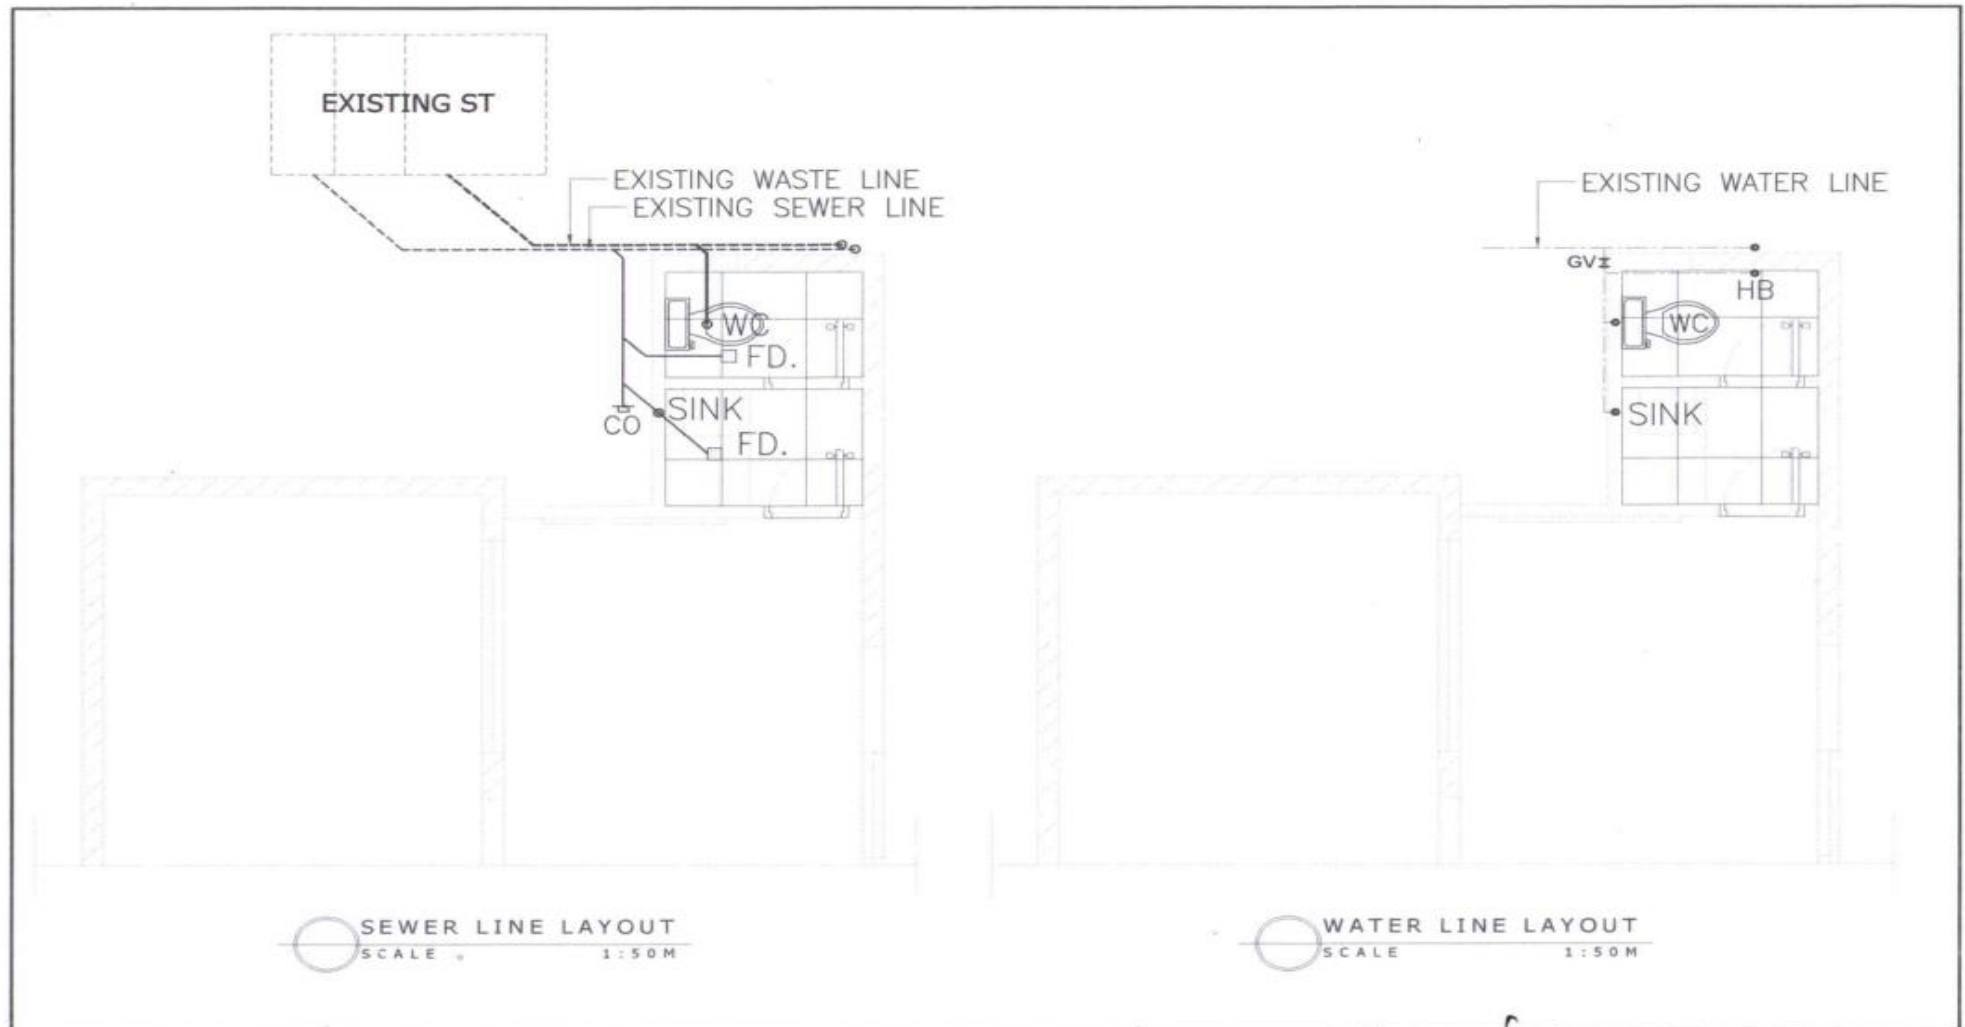 EXISTING ST
EXISTING WASTE LINE
EXISTING SEWER LINE
WC
FD.
SINK
CO
FD.
SEWER LINE LAYOUT
SCALE 1:50M
EXISTING WATER LINE
GV
HB
WC
SINK
WATER LINE LAYOUT
SCALE 1:50M